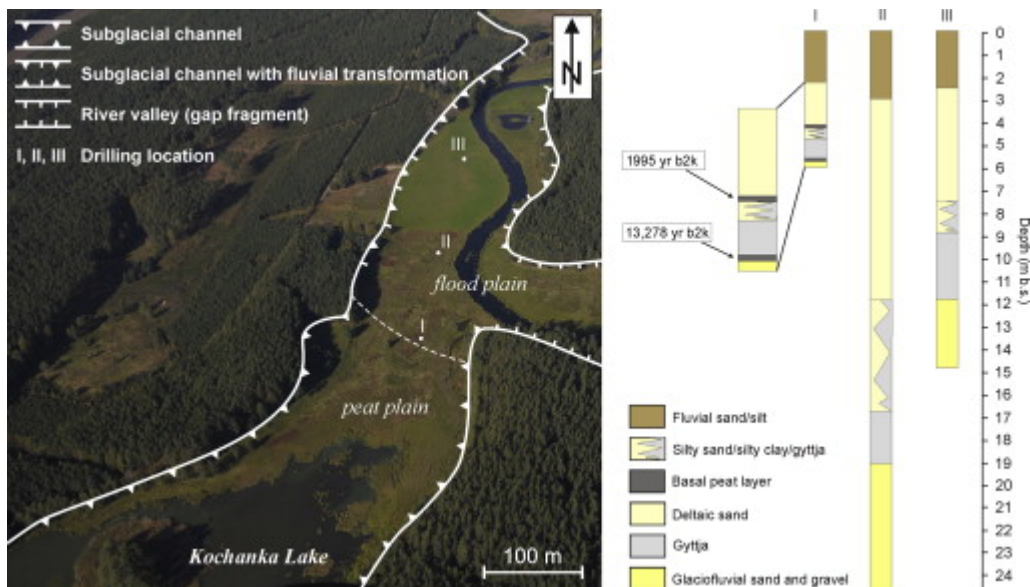 Subglacial channel
Subglacial channel with fluvial transformation
River valley (gap fragment)
I, II, III Drilling location
N
III
II
flood plain
I
peat plain
Kochanka Lake
100 m
I II III
1995 yr b2k
13,278 yr b2k
0
1
2
3
4
5
6
7
8
9
10
11
12
13
14
15
16
17
18
19
20
21
22
23
24
Depth (m b.s.)
Fluvial sand/silt
Silty sand/silty clay/gyttja
Basal peat layer
Deltaic sand
Gyttja
Glaciofluvial sand and gravel